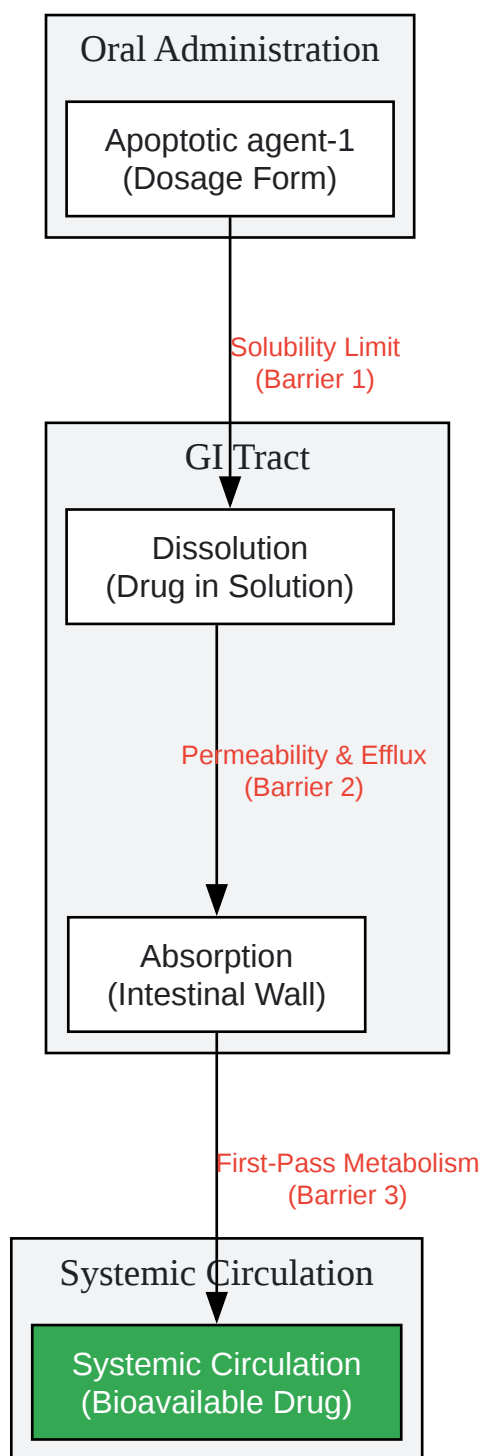 Oral Administration
Apoptotic agent-1
(Dosage Form)
Solubility Limit
(Barrier 1)
GI Tract
Dissolution
(Drug in Solution)
Permeability & Efflux
(Barrier 2)
Absorption
(Intestinal Wall)
First-Pass Metabolism
(Barrier 3)
Systemic Circulation
Systemic Circulation
(Bioavailable Drug)